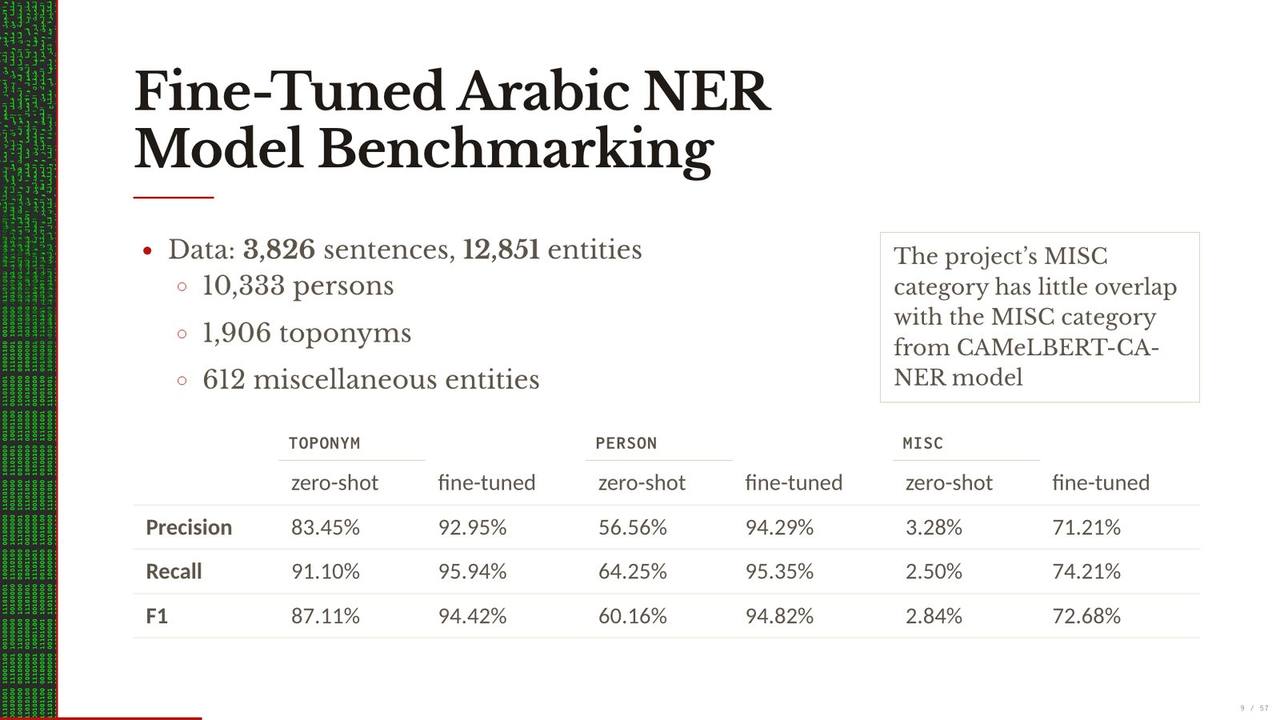 Fine-Tuned Arabic NER
Model Benchmarking
• Data: 3,826 sentences, 12,851 entities
○ 10,333 persons
○ 1,906 toponyms
○ 612 miscellaneous entities
The project’s MISC
category has little overlap
with the MISC category
from CAMeLBERT-CA-
NER model
TOPONYM PERSON MISC
zero-shot fine-tuned zero-shot fine-tuned zero-shot fine-tuned
Precision 83.45% 92.95% 56.56% 94.29% 3.28% 71.21%
Recall 91.10% 95.94% 64.25% 95.35% 2.50% 74.21%
F1 87.11% 94.42% 60.16% 94.82% 2.84% 72.68%
9 / 57